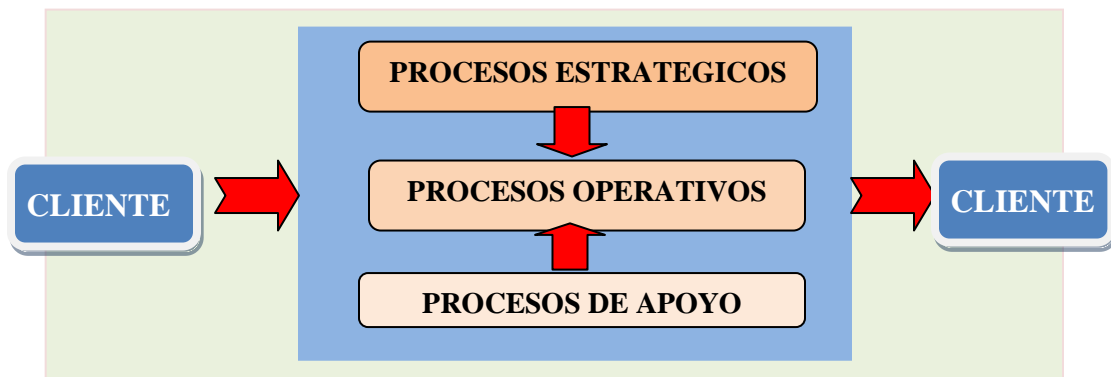 PROCESOS ESTRATEGICOS
CLIENTE
PROCESOS OPERATIVOS
CLIENTE
PROCESOS DE APOYO